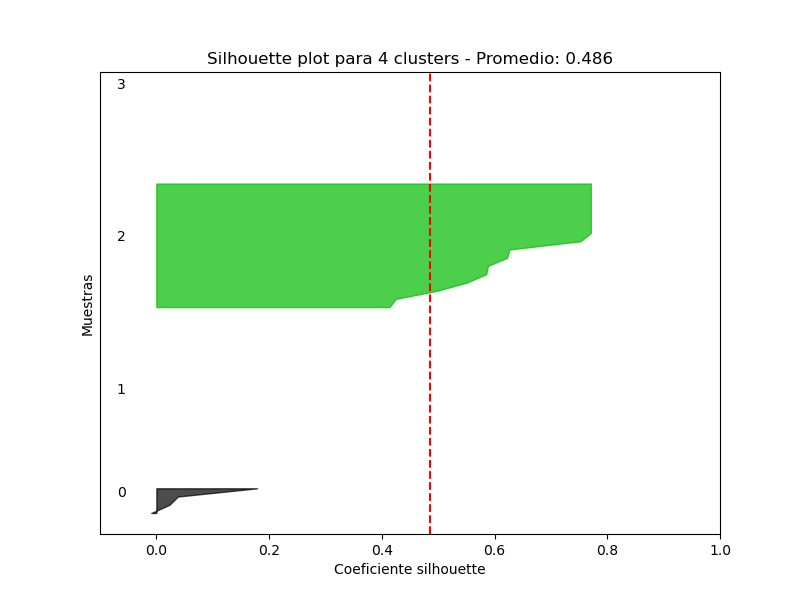 Silhouette plot para 4 clusters - Promedio: 0.486
3
2
1
0
Muestras
0.0 0.2 0.4 0.6 0.8 1.0
Coeficiente silhouette